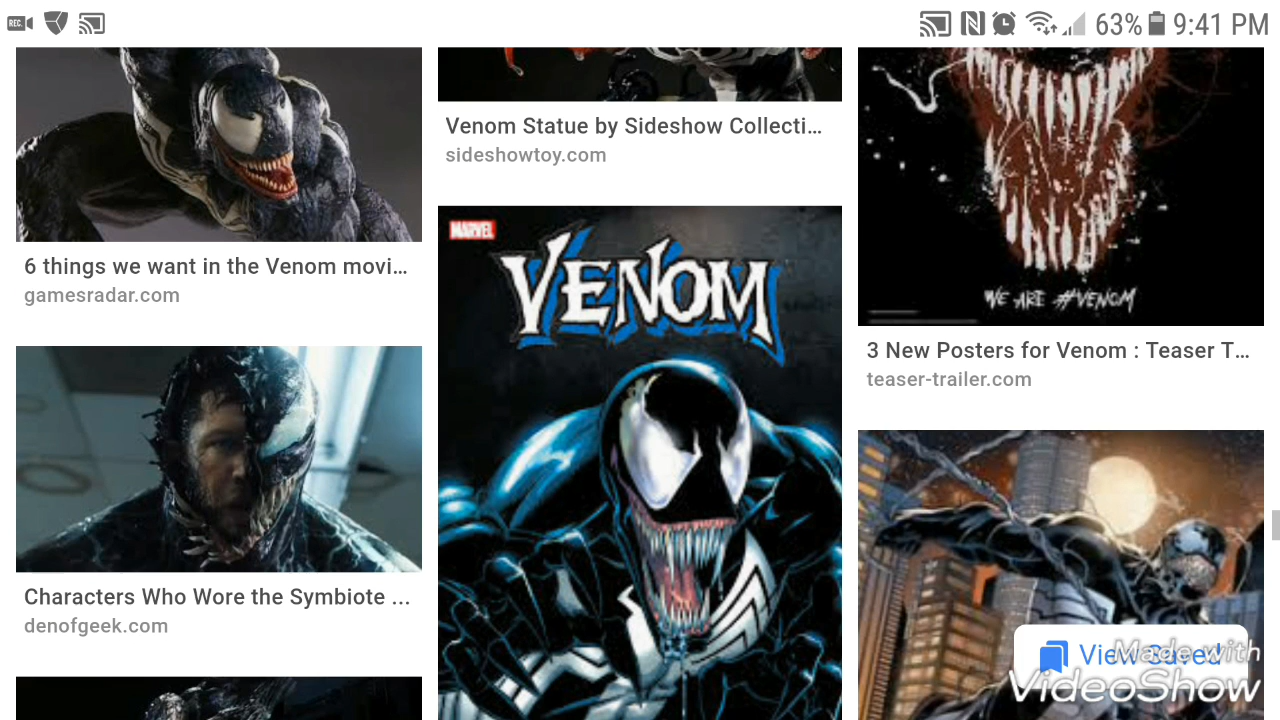 REC
63% 9:41 PM
6 things we want in the Venom movi...
gamesradar.com
Characters Who Wore the Symbiote ...
denofgeek.com
Venom Statue by Sideshow Collecti...
sideshowtoy.com
MARVEL
VENOM
WE ARE #VENOM
3 New Posters for Venom : Teaser T...
teaser-trailer.com
View Saved
Made with
VideoShow